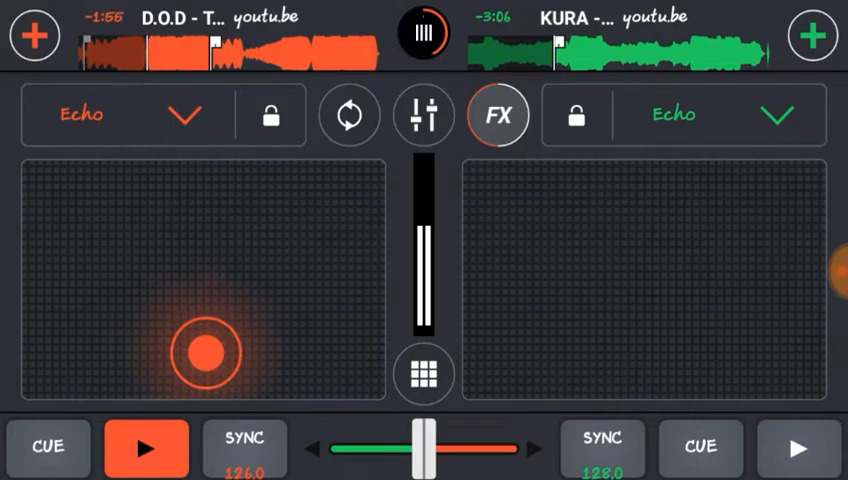 -1:55 D.O.D - T... youtu.be
-3:06 KURA -... youtu.be
Echo
FX
Echo
CUE
SYNC
126.0
SYNC
128.0
CUE